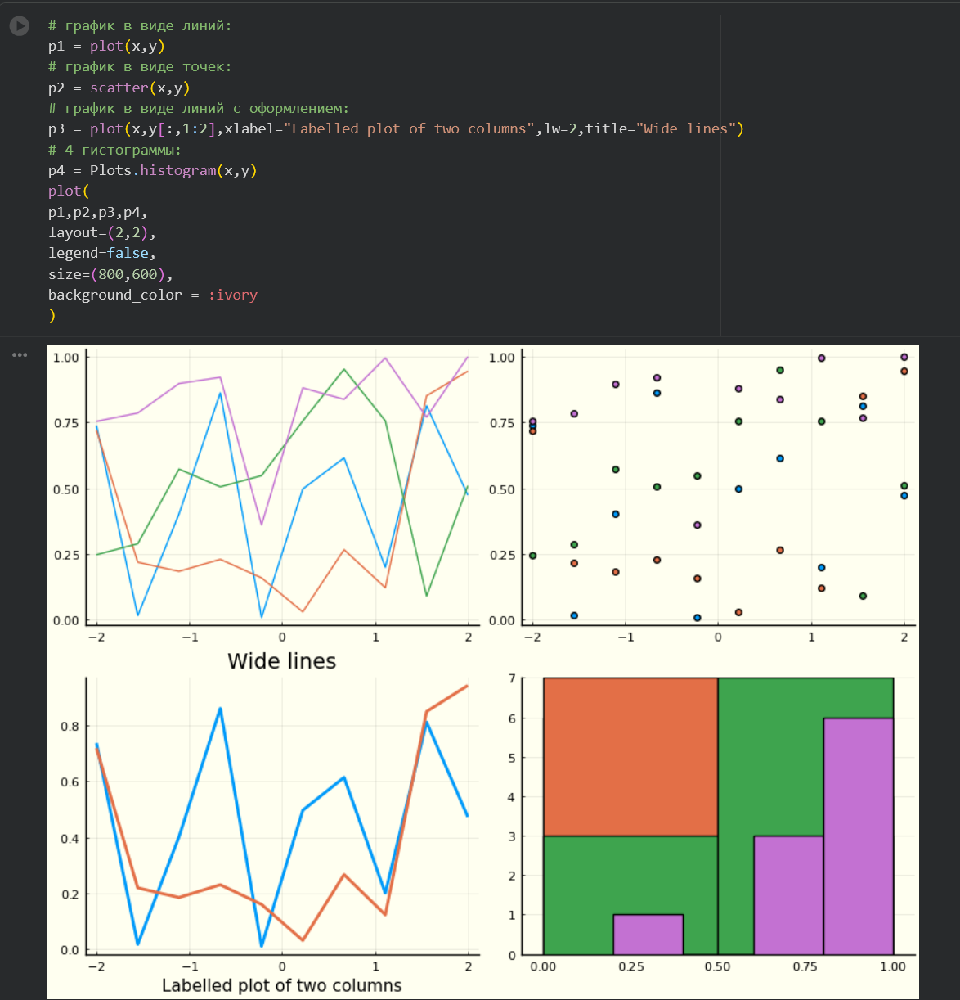 # график в виде линий:
p1 = plot(x,y)
# график в виде точек:
p2 = scatter(x,y)
# график в виде линий с оформлением:
p3 = plot(x,y[:,1:2],xlabel="Labelled plot of two columns",lw=2,title="Wide lines")
# 4 гистограммы:
p4 = Plots.histogram(x,y)
plot(
p1,p2,p3,p4,
layout=(2,2),
legend=false,
size=(800,600),
background_color = :ivory
)
1.00
0.75
0.50
0.25
0.00
−2 −1 0 1 2
1.00
0.75
0.50
0.25
0.00
−2 −1 0 1 2
Wide lines
0.8
0.6
0.4
0.2
0.0
−2 −1 0 1 2
Labelled plot of two columns
7
6
5
4
3
2
1
0
0.00 0.25 0.50 0.75 1.00